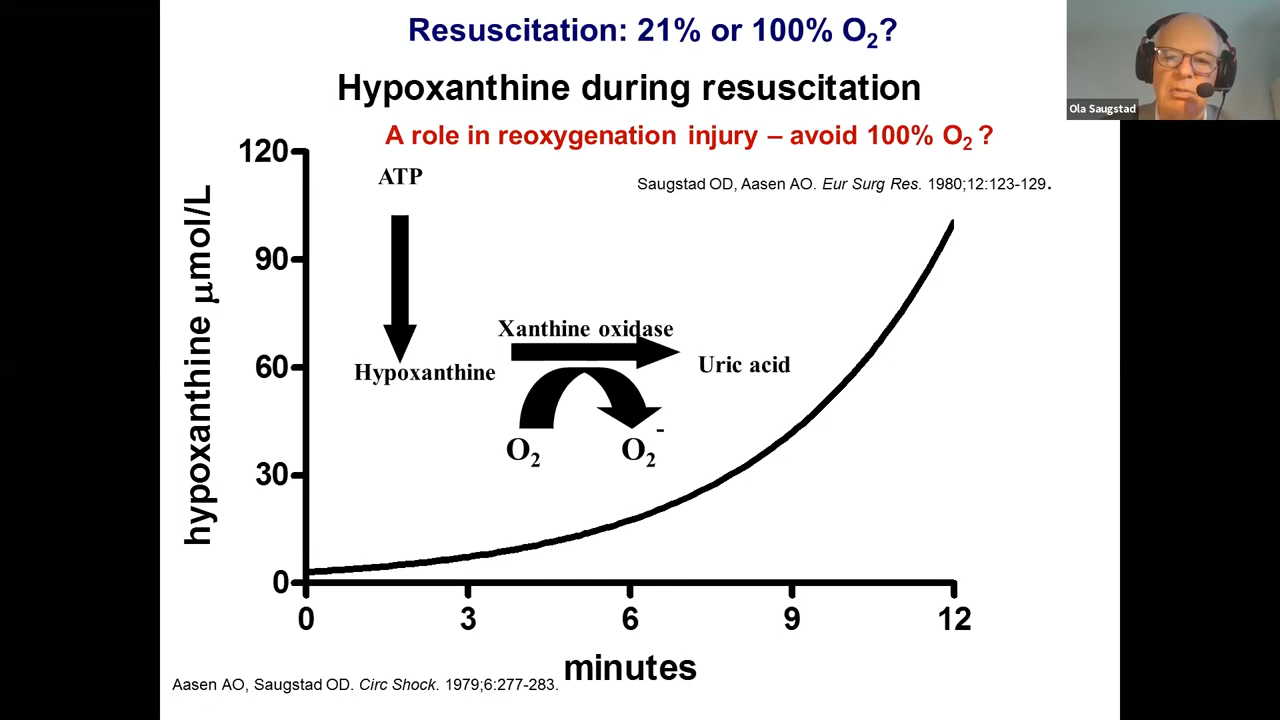 Resuscitation: 21% or 100% O2?
Hypoxanthine during resuscitation
A role in reoxygenation injury – avoid 100% O2 ?
Ola Saugstad
Saugstad OD, Aasen AO. Eur Surg Res. 1980;12:123-129.
120
90
60
30
0
hypoxanthine µmol/L
ATP
Xanthine oxidase
Hypoxanthine
Uric acid
O2
O2-
0 3 6 9 12
minutes
Aasen AO, Saugstad OD. Circ Shock. 1979;6:277-283.